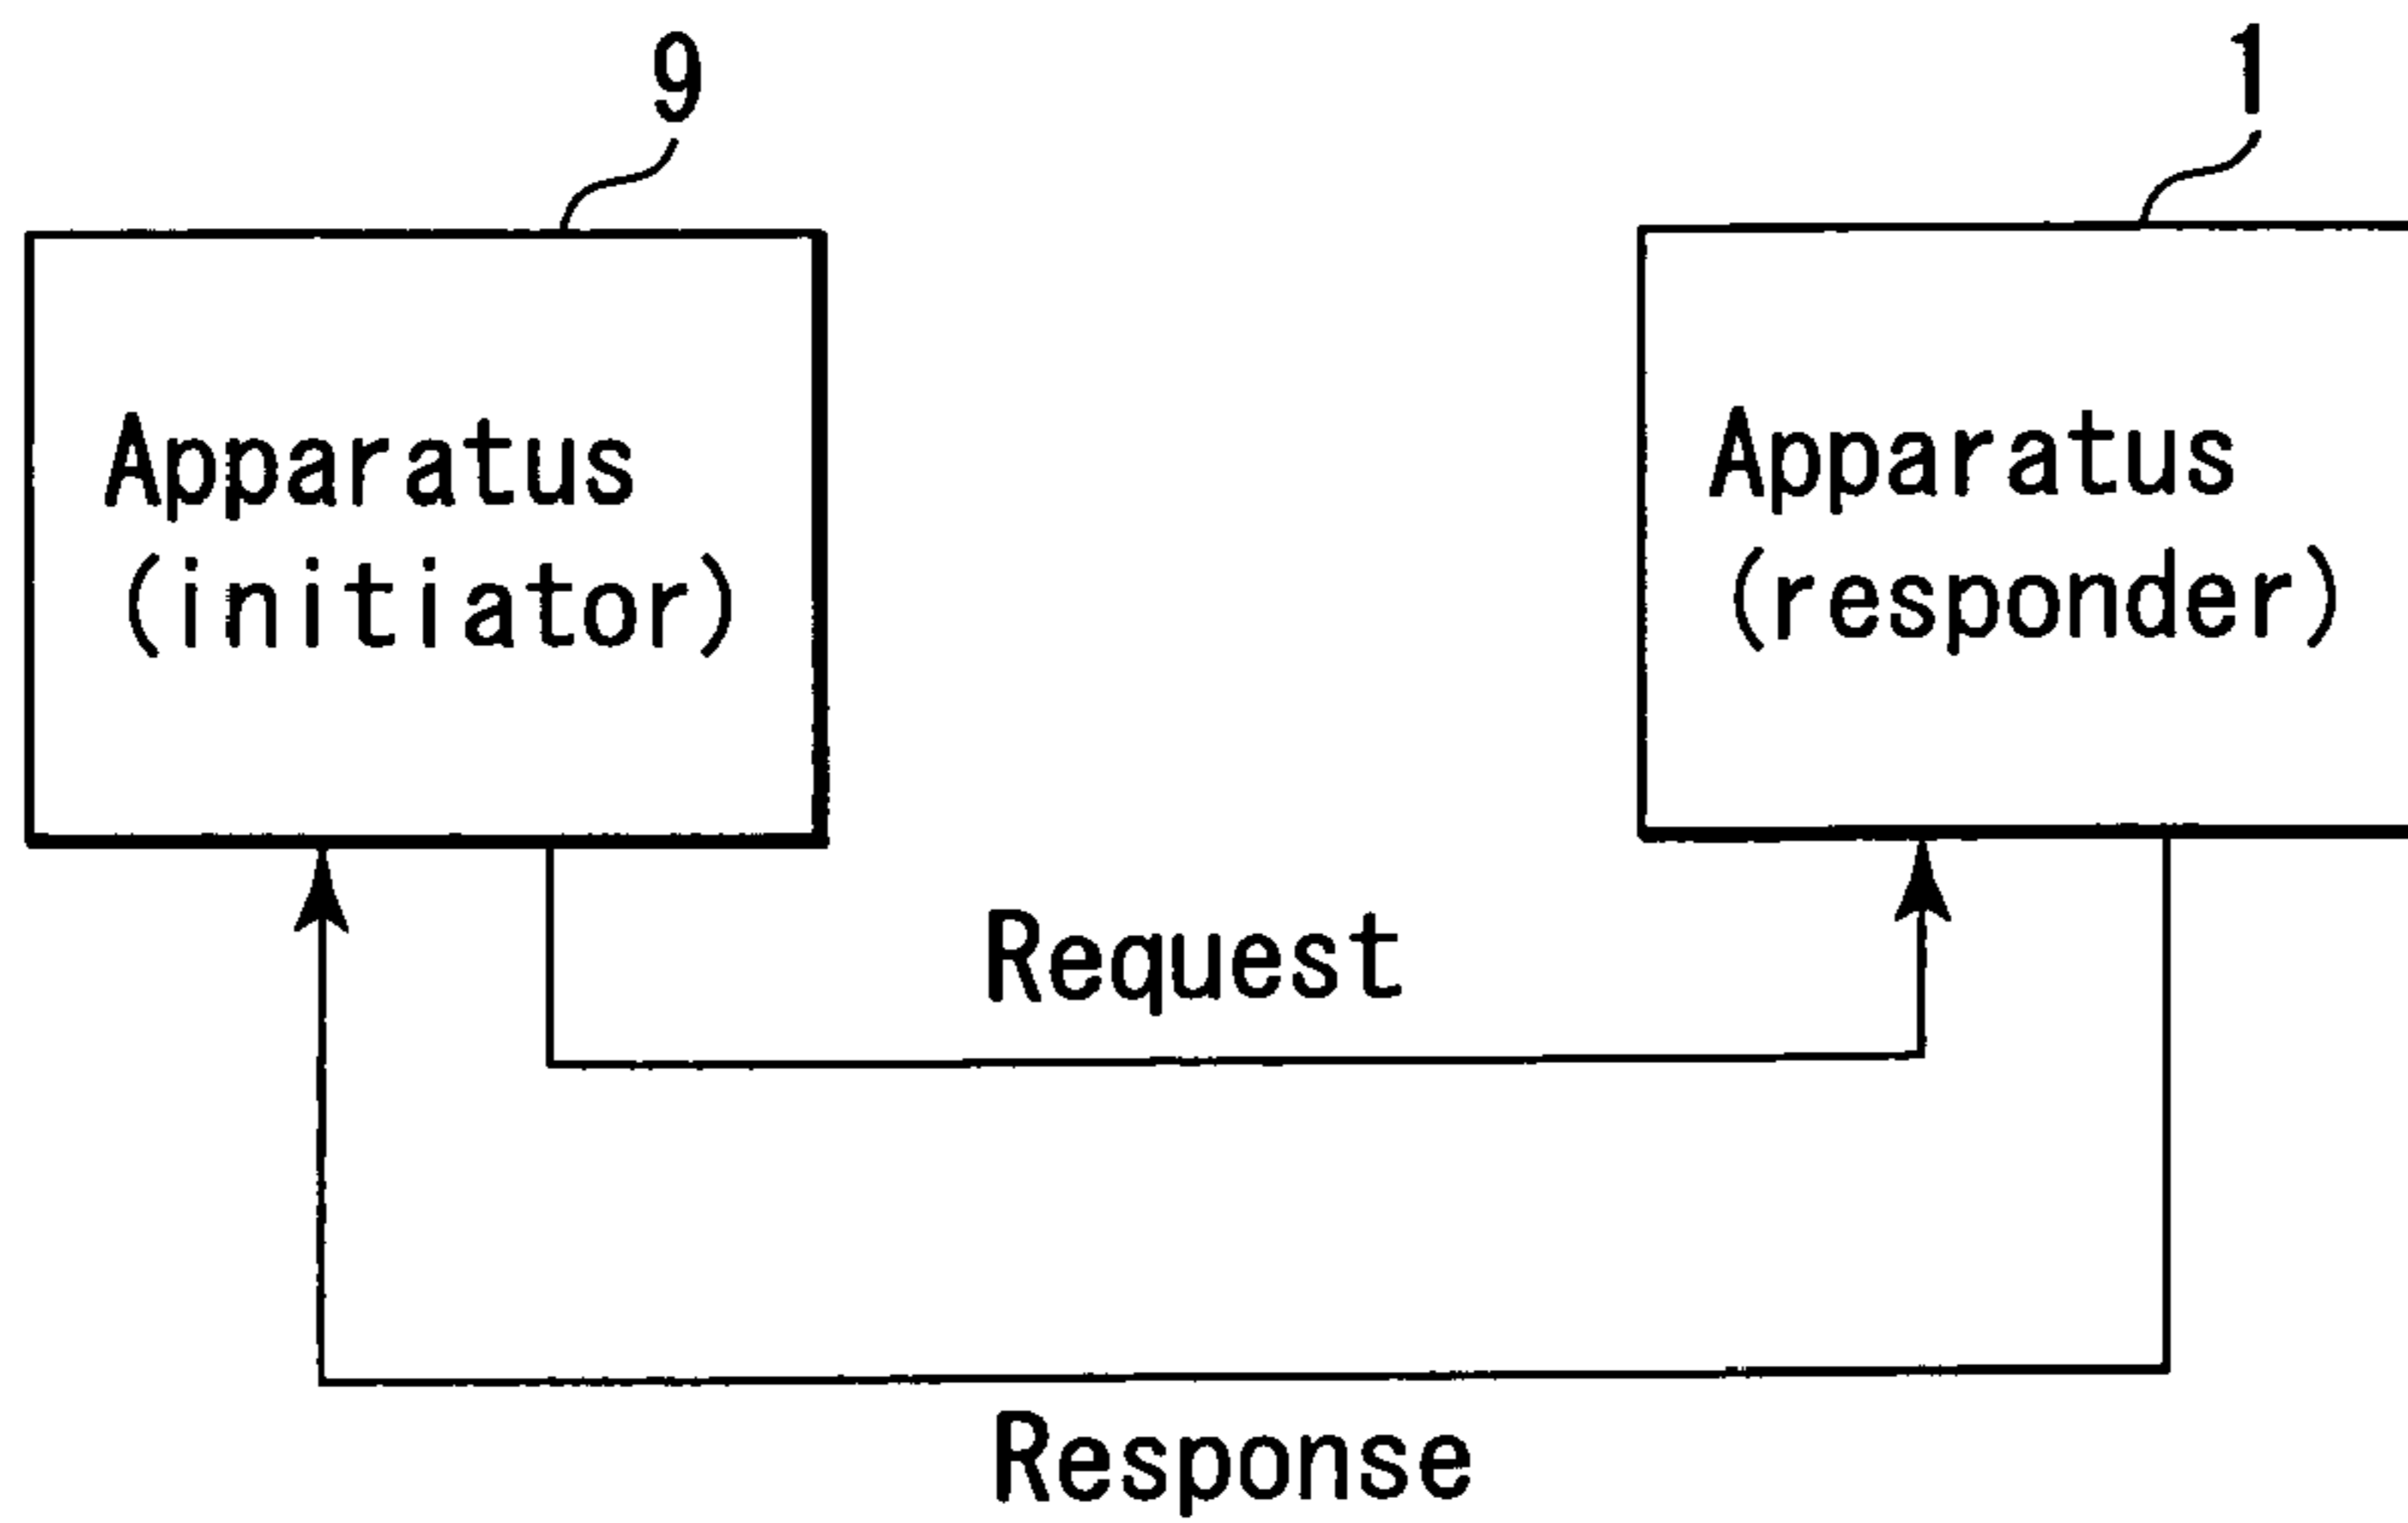 9
1
Apparatus
(initiator)
Apparatus
(responder)
Request
Response